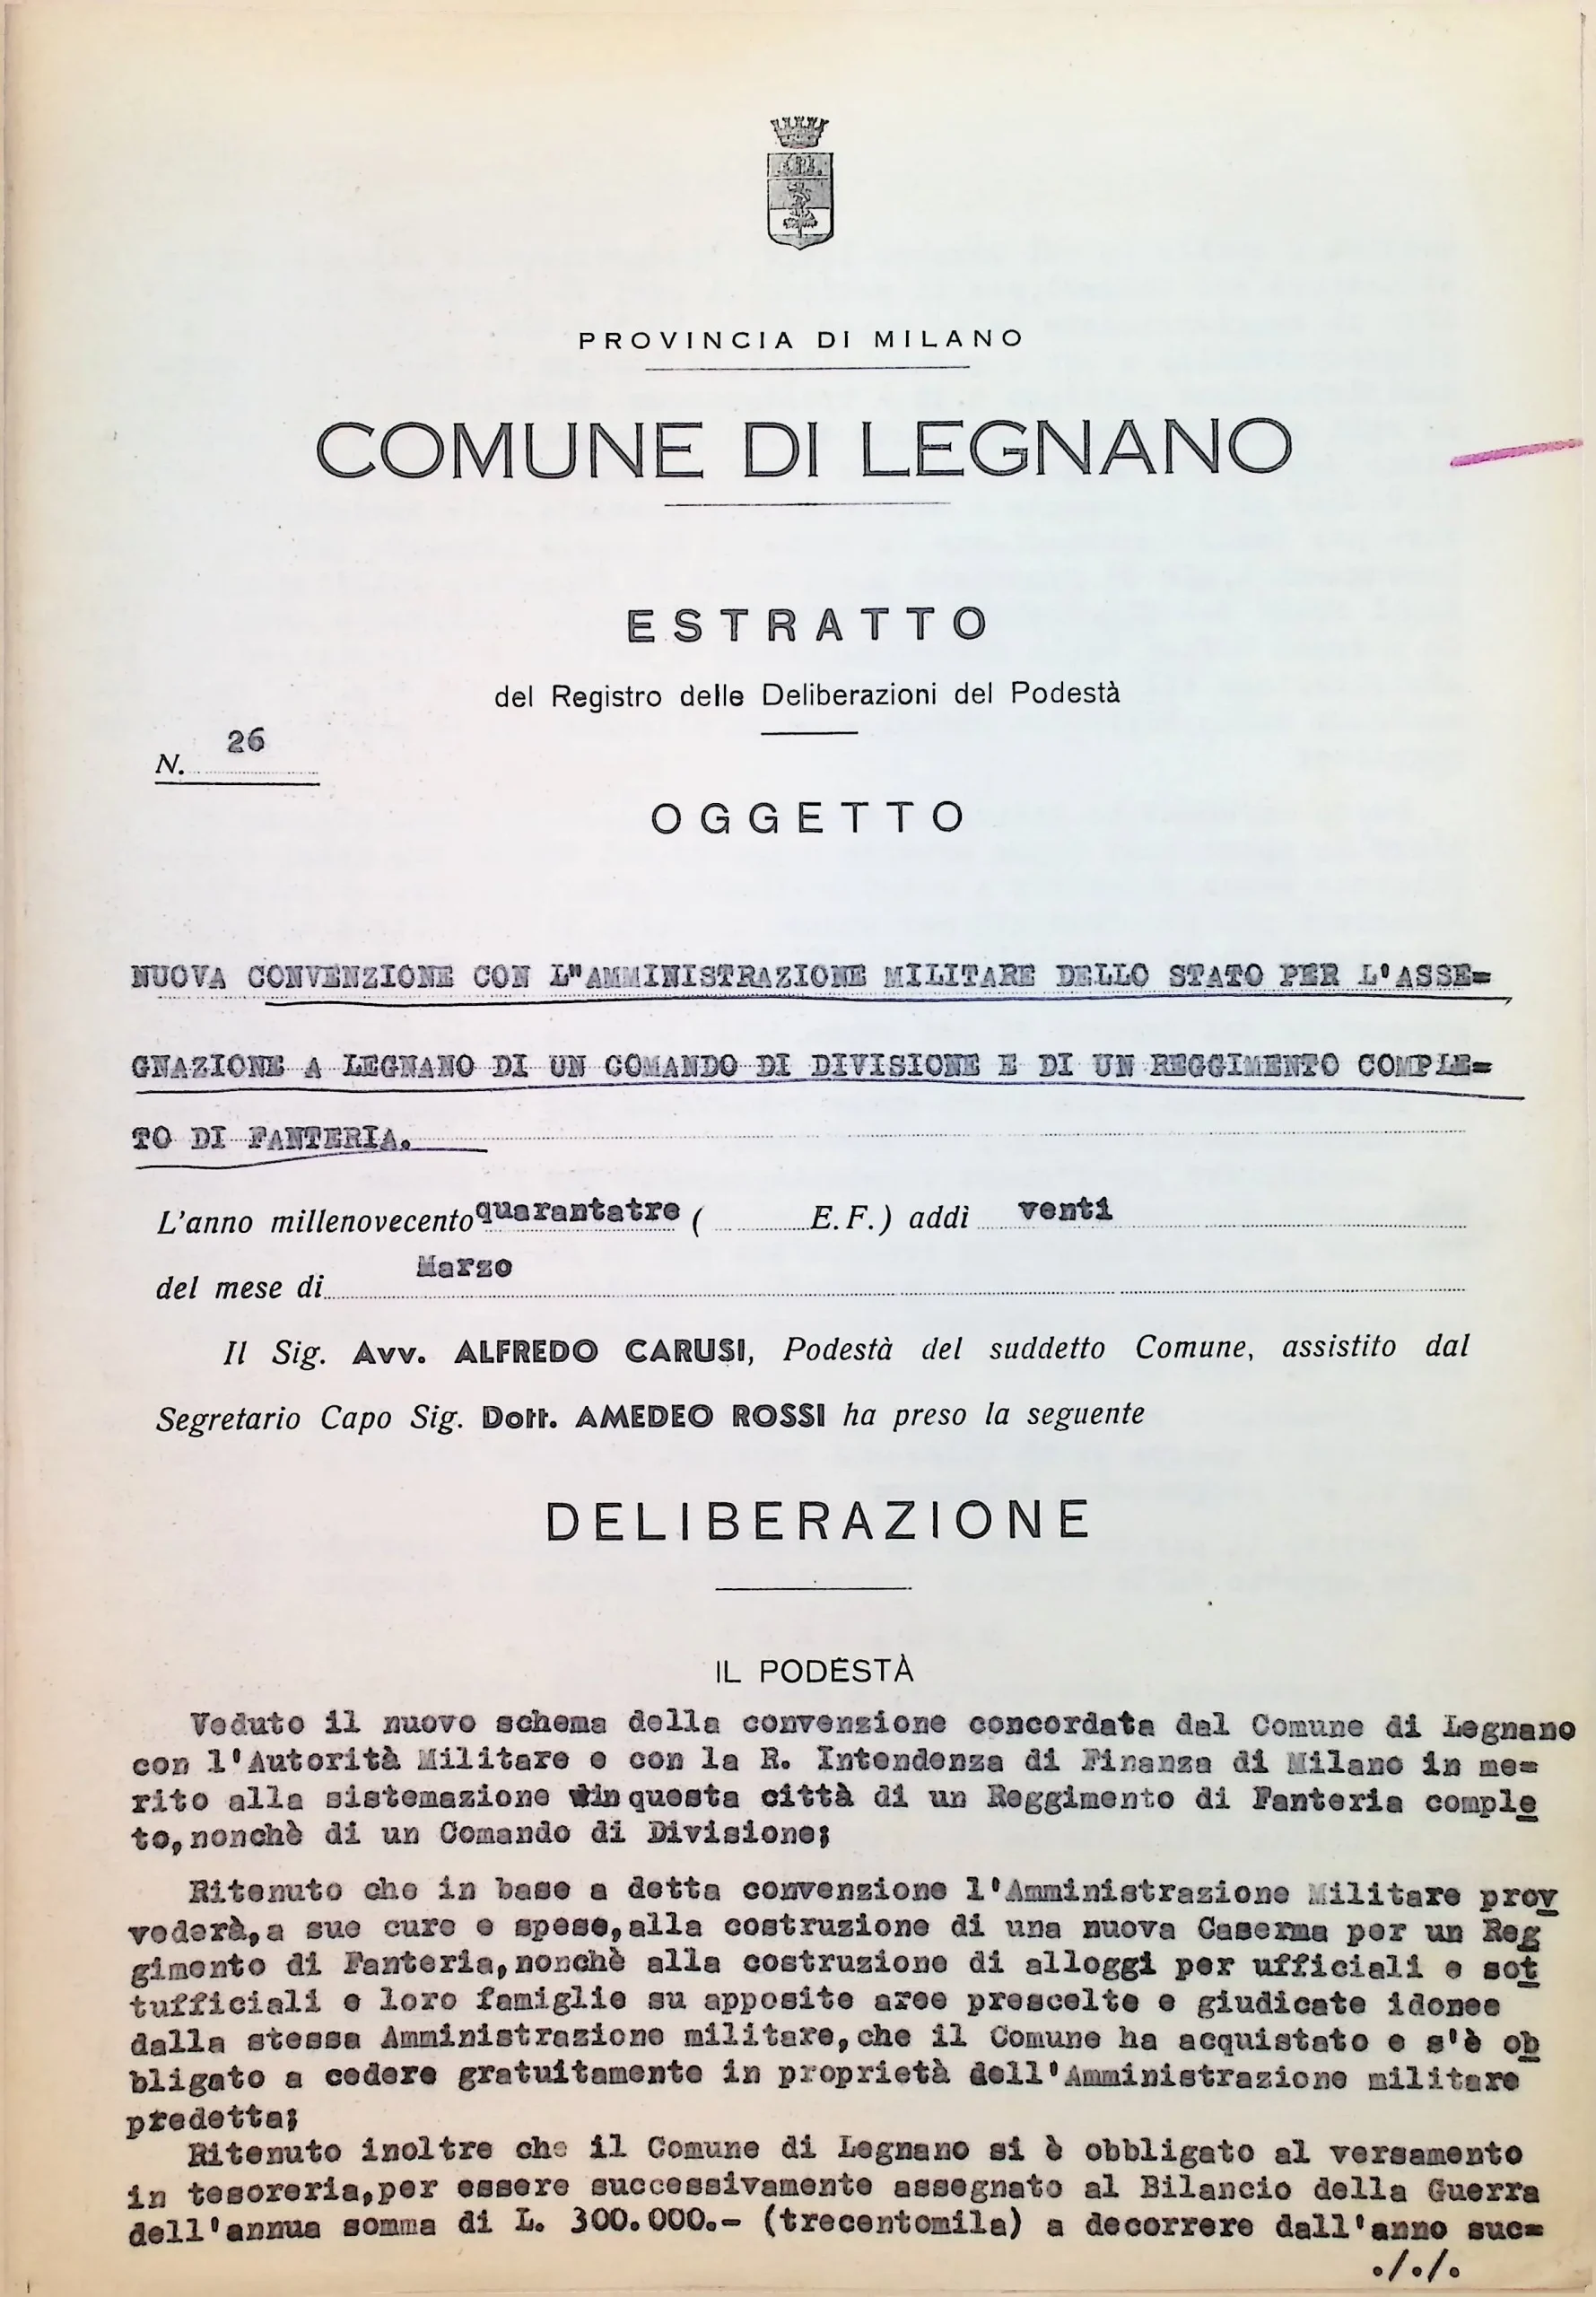 PROVINCIA DI MILANO
COMUNE DI LEGNANO
ESTRATTO
del Registro delle Deliberazioni del Podestà
N. 26
OGGETTO
NUOVA CONVENZIONE CON L"AMMINISTRAZIONE MILITARE DELLO STATO PER L'ASSE=
GNAZIONE A LEGNANO DI UN COMANDO DI DIVISIONE E DI UN REGGIMENTO COMPLE=
TO DI FANTERIA.
L'anno millenovecento quarantatre ( E.F.) addì venti
del mese di Marzo
Il Sig. Avv. ALFREDO CARUSI, Podestà del suddetto Comune, assistito dal
Segretario Capo Sig. Dott. AMEDEO ROSSI ha preso la seguente
DELIBERAZIONE
IL PODESTÀ
Veduto il nuovo schema della convenzione concordata dal Comune di Legnano
con l'Autorità Militare e con la R. Intendenza di Finanza di Milano in me=
rito alla sistemazione in questa città di un Reggimento di Fanteria comple
to, nonchè di un Comando di Divisione;
Ritenuto che in base a detta convenzione l'Amministrazione Militare prov
vederà, a sue cure e spese, alla costruzione di una nuova Caserma per un Reg
gimento di Fanteria, nonchè alla costruzione di alloggi per ufficiali e sot
tufficiali e loro famiglie su apposite aree prescelte e giudicate idonee
dalla stessa Amministrazione militare, che il Comune ha acquistato e s'è ob
bligato a cedere gratuitamente in proprietà dell'Amministrazione militare
predetta;
Ritenuto inoltre che il Comune di Legnano si è obbligato al versamento
in tesoreria, per essere successivamente assegnato al Bilancio della Guerra
dell'annua somma di L. 300.000.- (trecentomila) a decorrere dall'anno suc=
./././.